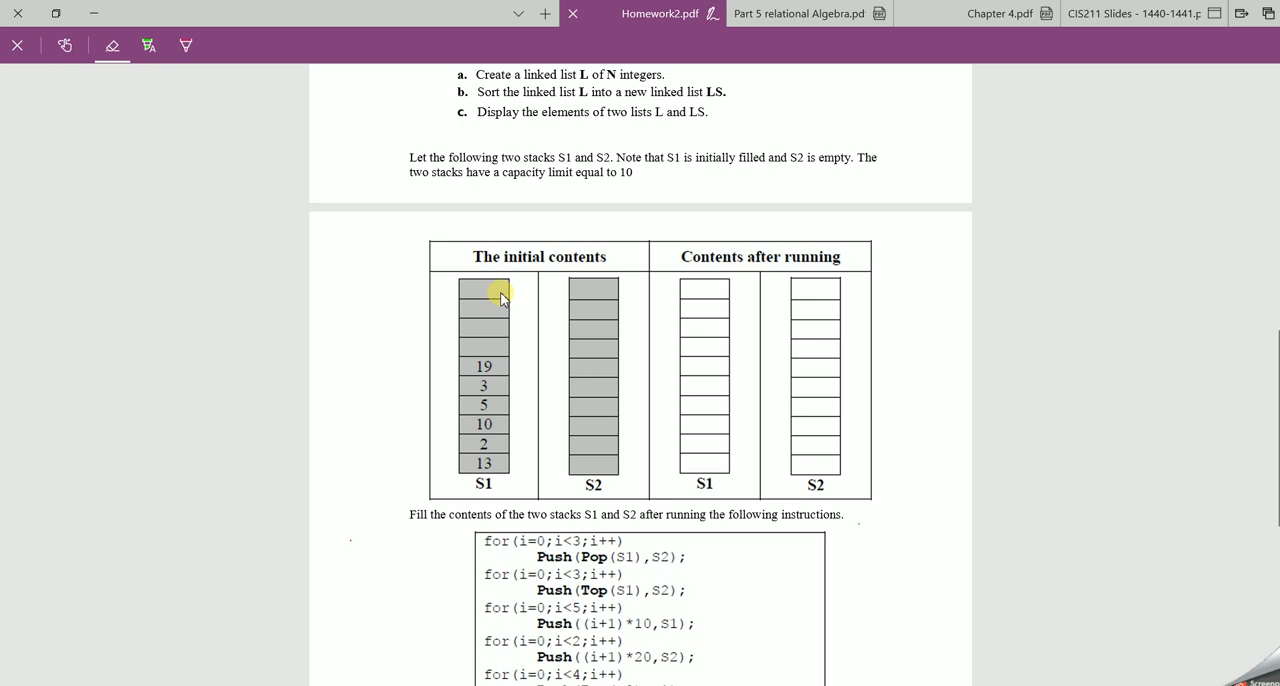 Homework2.pdf
Part 5 relational Algebra.pd
Chapter 4.pdf
CIS211 Slides - 1440-1441.p
a. Create a linked list L of N integers.
b. Sort the linked list L into a new linked list LS.
c. Display the elements of two lists L and LS.
Let the following two stacks S1 and S2. Note that S1 is initially filled and S2 is empty. The
two stacks have a capacity limit equal to 10
The initial contents
Contents after running
19
3
5
10
2
13
S1
S2
S1
S2
Fill the contents of the two stacks S1 and S2 after running the following instructions.
for(i=0;i<3;i++)
Push(Pop(S1),S2);
for(i=0;i<3;i++)
Push(Top(S1),S2);
for(i=0;i<5;i++)
Push((i+1)*10,S1);
for(i=0;i<2;i++)
Push((i+1)*20,S2);
for(i=0;i<4;i++)